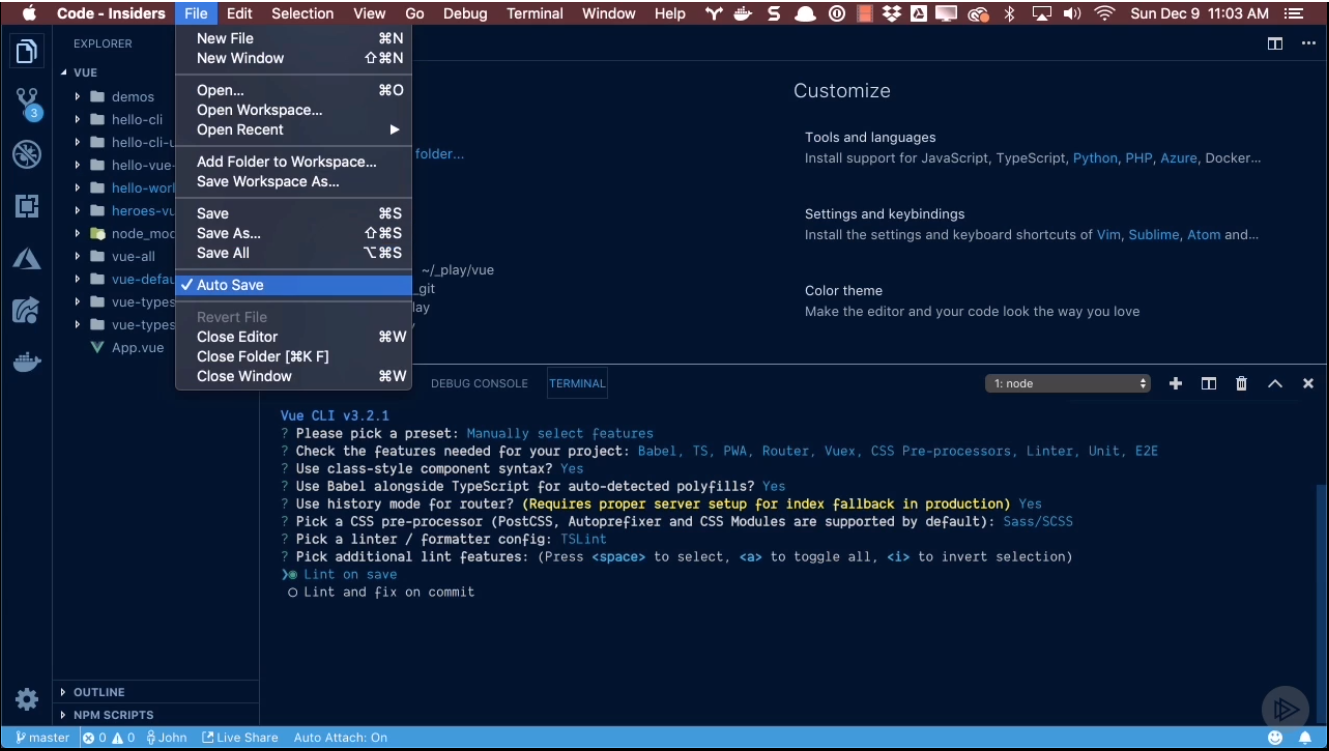 Code - Insiders File Edit Selection View Go Debug Terminal Window Help Sun Dec 9 11:03 AM
EXPLORER
VUE
demos
hello-cli
hello-cli-u
hello-vue-
hello-worl
heroes-vu
node_mod
vue-all
vue-defau
vue-types
vue-types
App.vue
3
New File ⌘N
New Window ⇧⌘N
Open... ⌘O
Open Workspace...
Open Recent ▶
Add Folder to Workspace...
Save Workspace As...
Save ⌘S
Save As... ⇧⌘S
Save All ⌥⌘S
✓ Auto Save
Revert File
Close Editor ⌘W
Close Folder [⌘K F]
Close Window ⌘W
folder...
~/_play/vue
_git
lay
Customize
Tools and languages
Install support for JavaScript, TypeScript, Python, PHP, Azure, Docker...
Settings and keybindings
Install the settings and keyboard shortcuts of Vim, Sublime, Atom and...
Color theme
Make the editor and your code look the way you love
DEBUG CONSOLE TERMINAL 1: node
Vue CLI v3.2.1
? Please pick a preset: Manually select features
? Check the features needed for your project: Babel, TS, PWA, Router, Vuex, CSS Pre-processors, Linter, Unit, E2E
? Use class-style component syntax? Yes
? Use Babel alongside TypeScript for auto-detected polyfills? Yes
? Use history mode for router? (Requires proper server setup for index fallback in production) Yes
? Pick a CSS pre-processor (PostCSS, Autoprefixer and CSS Modules are supported by default): Sass/SCSS
? Pick a linter / formatter config: TSLint
? Pick additional lint features: (Press <space> to select, <a> to toggle all, <i> to invert selection)
❯◉ Lint on save
◯ Lint and fix on commit
OUTLINE
NPM SCRIPTS
master 0 0 John Live Share Auto Attach: On